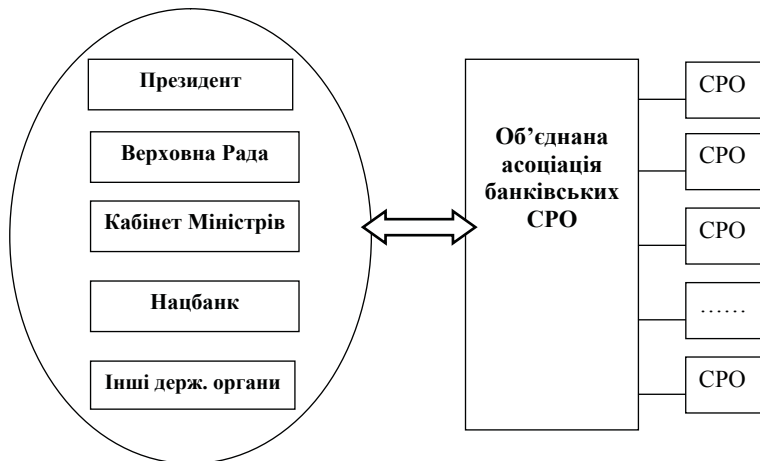 Президент
Верховна Рада
Кабінет Міністрів
Нацбанк
Інші держ. органи
Об’єднана
асоціація
банківських
СРО
СРО
СРО
СРО
……
СРО